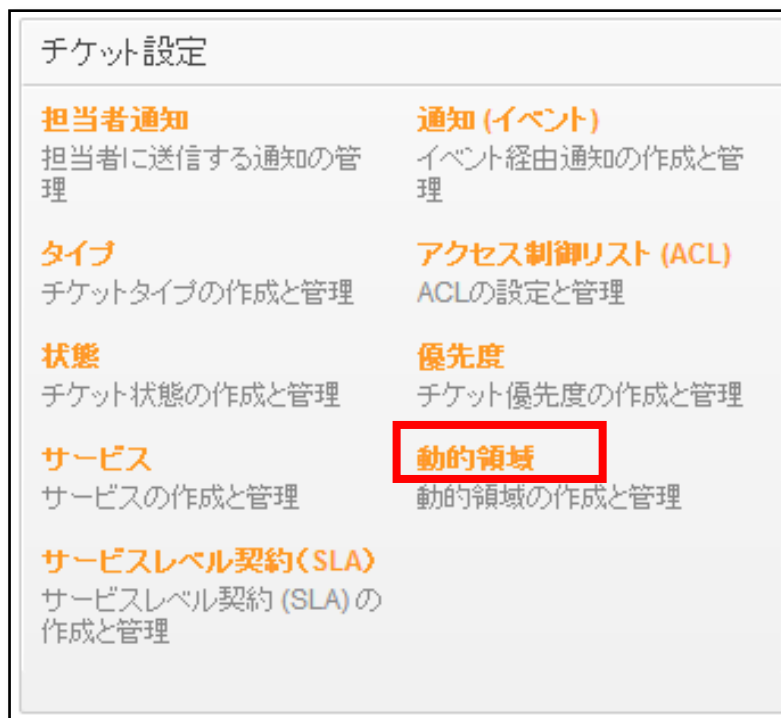 チケット設定
担当者通知
担当者に送信する通知の管
理
通知 (イベント)
イベント経由通知の作成と管
理
タイプ
チケットタイプの作成と管理
アクセス制御リスト (ACL)
ACLの設定と管理
状態
チケット状態の作成と管理
優先度
チケット優先度の作成と管理
サービス
サービスの作成と管理
動的領域
動的領域の作成と管理
サービスレベル契約(SLA)
サービスレベル契約 (SLA) の
作成と管理